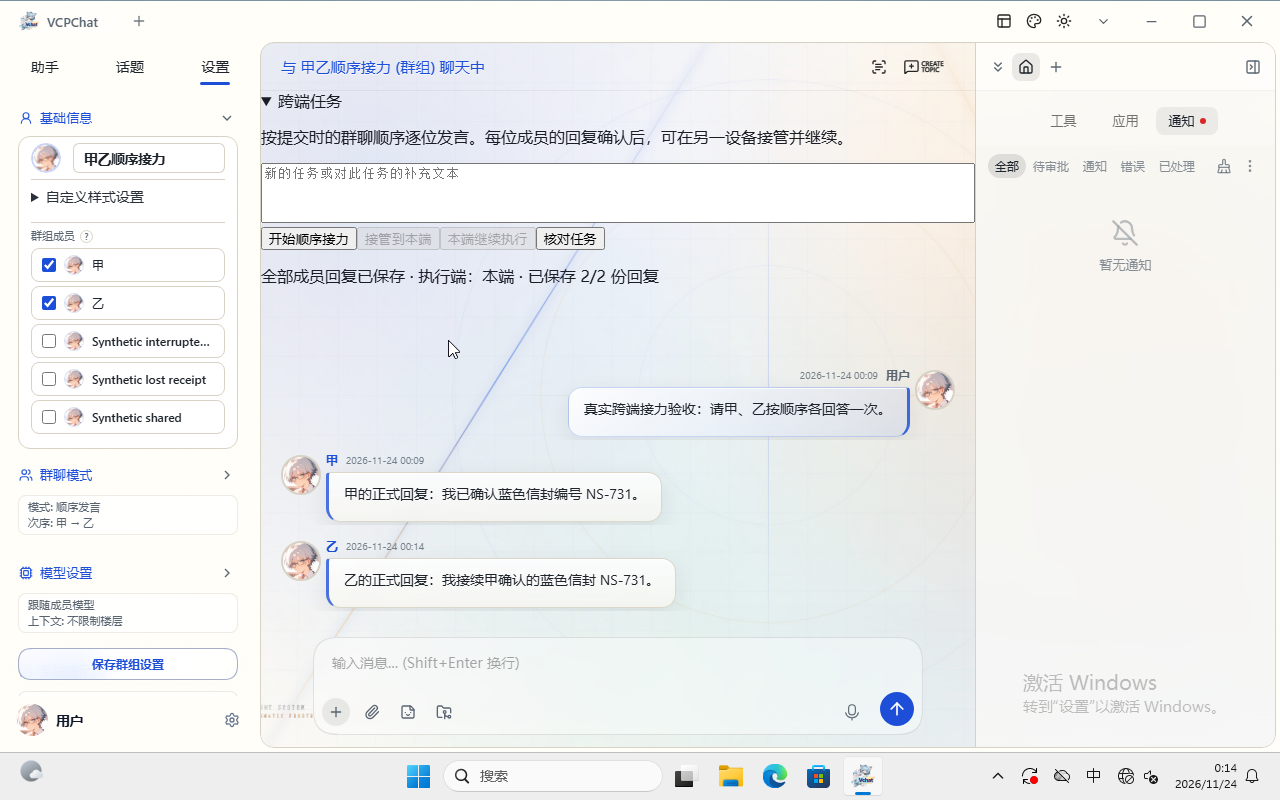 VCPChat
助手
话题
设置
基础信息
甲乙顺序接力
自定义样式设置
群组成员 ?
甲
乙
Synthetic interrupte...
Synthetic lost receipt
Synthetic shared
群聊模式
模式: 顺序发言
次序: 甲 → 乙
模型设置
跟随成员模型
上下文: 不限制楼层
保存群组设置
用户
与 甲乙顺序接力 (群组) 聊天中
CREATE
TOPIC
跨端任务
按提交时的群聊顺序逐位发言。每位成员的回复确认后，可在另一设备接管并继续。
新的任务或对此任务的补充文本
开始顺序接力
接管到本端
本端继续执行
核对任务
全部成员回复已保存 · 执行端：本端 · 已保存 2/2 份回复
2026-11-24 00:09 用户
真实跨端接力验收：请甲、乙按顺序各回答一次。
甲 2026-11-24 00:09
甲的正式回复：我已确认蓝色信封编号 NS-731。
乙 2026-11-24 00:14
乙的正式回复：我接续甲确认的蓝色信封 NS-731。
输入消息... (Shift+Enter 换行)
工具
应用
通知
全部
待审批
通知
错误
已处理
暂无通知
激活 Windows
转到“设置”以激活 Windows。
搜索
中
0:14
2026/11/24